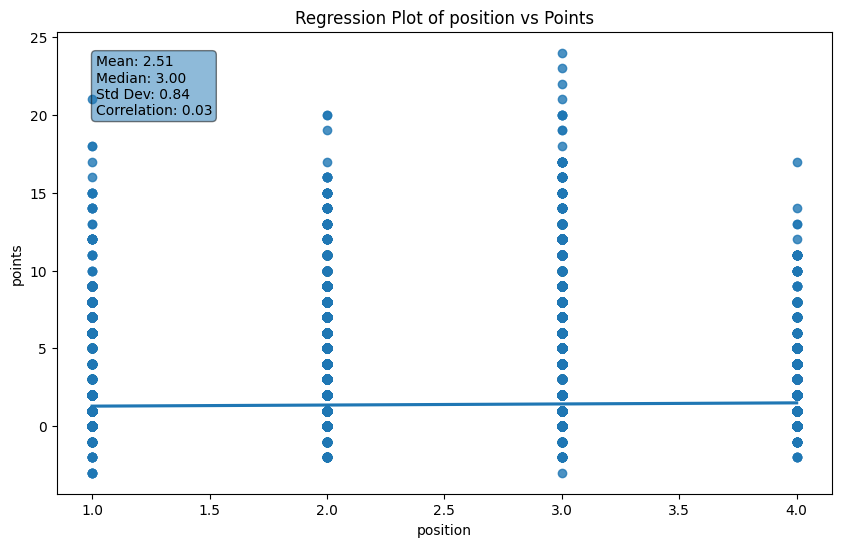 Regression Plot of position vs Points
25
20
15
10
5
0
points
Mean: 2.51
Median: 3.00
Std Dev: 0.84
Correlation: 0.03
1.0 1.5 2.0 2.5 3.0 3.5 4.0
position